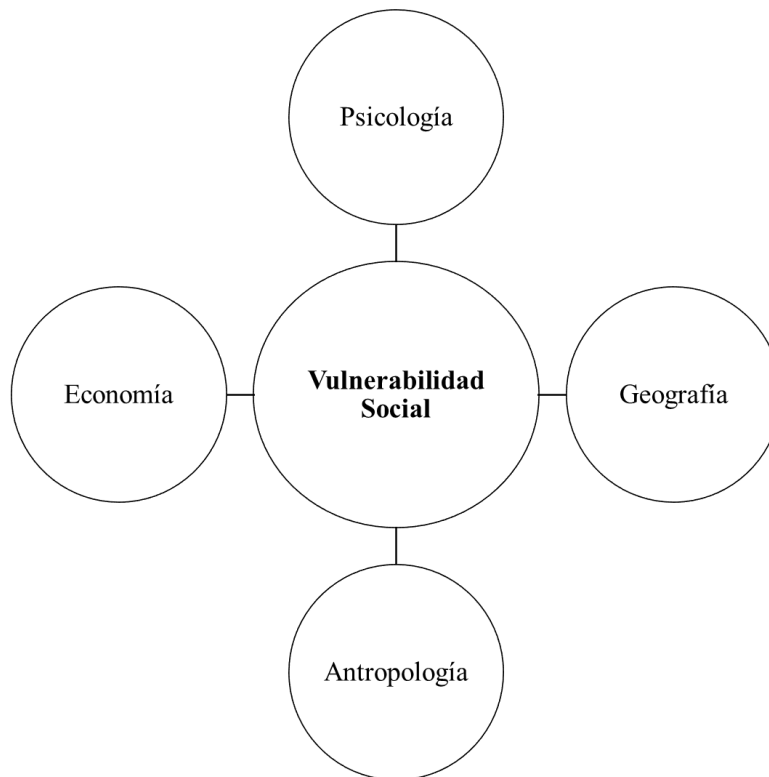 Psicología
Economía
Vulnerabilidad
Social
Geografía
Antropología